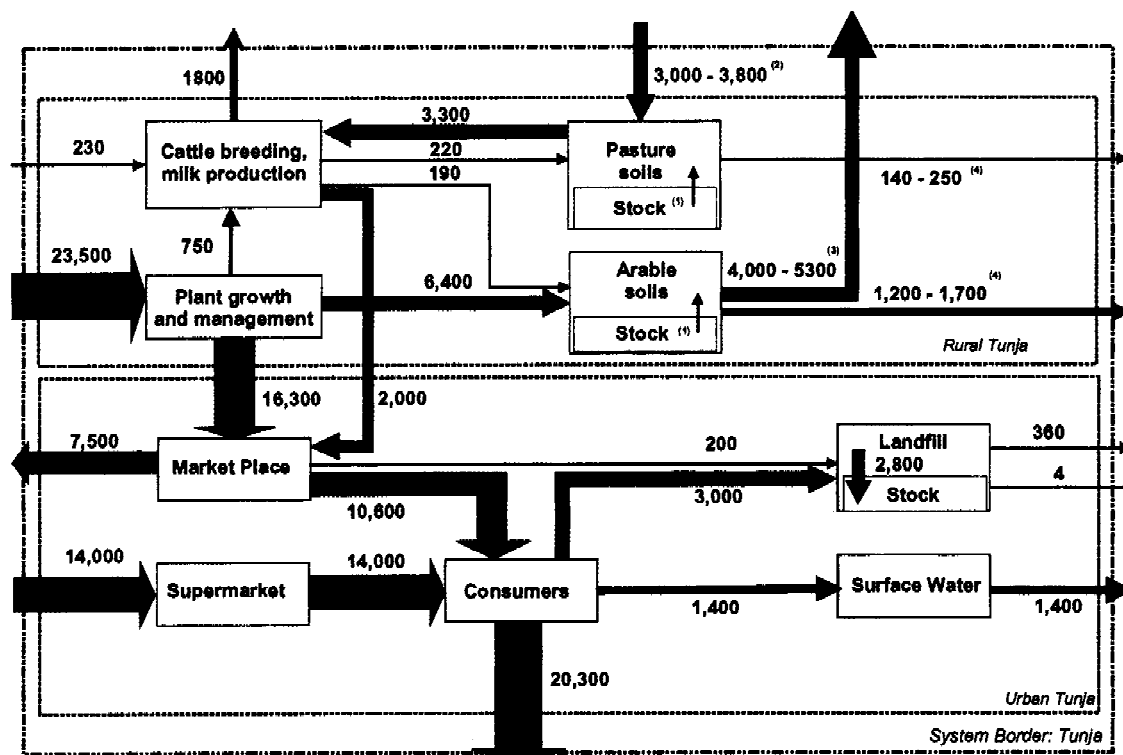 1800
3,000 - 3,800 (2)
230
Cattle breeding,
milk production
3,300
220
190
Pasture
soils
Stock (1)
140 - 250 (4)
750
23,500
Plant growth
and management
6,400
Arable
soils
Stock (1)
4,000 - 5300 (3)
1,200 - 1,700 (4)
Rural Tunja
16,300
2,000
7,500
Market Place
200
Landfill
2,800
Stock
360
4
10,600
3,000
14,000
Supermarket
14,000
Consumers
1,400
Surface Water
1,400
20,300
Urban Tunja
System Border: Tunja